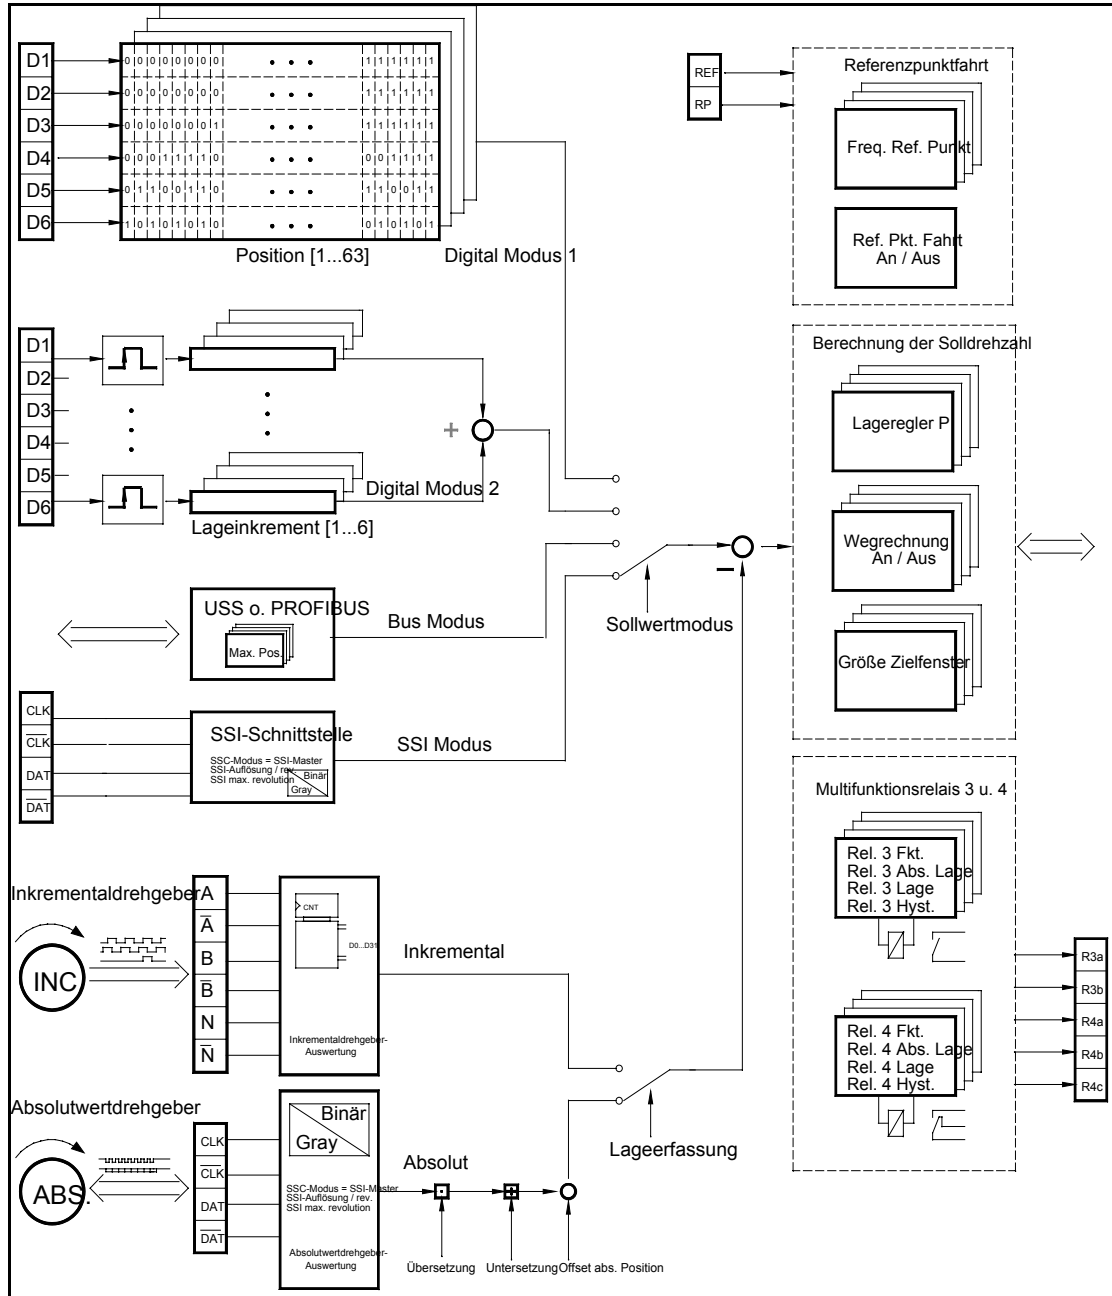 D1
D2
D3
D4
D5
D6
0 0 0 0 0 0 0 0 • • • 1 1 1 1 1 1
0 0 0 0 0 0 0 0 • • • 1 1 1 1 1 1
0 0 0 0 0 0 0 1 • • • 1 1 1 1 1 1
0 0 0 1 1 1 1 0 • • • 0 0 1 1 1 1
0 1 1 0 0 1 1 0 • • • 1 1 0 0 1 1
1 0 1 0 1 0 1 0 • • • 0 1 0 1 0 1
Position [1...63]
Digital Modus 1
D1
D2
D3
D4
D5
D6
+
Digital Modus 2
Lageinkrement [1...6]
USS o. PROFIBUS
Max. Pos.
Bus Modus
CLK
CLK
DAT
DAT
SSI-Schnittstelle
SSC-Modus = SSI-Master
SSI-Auflösung / rev.
SSI max. revolution
Binär
Gray
SSI Modus
Sollwertmodus
−
Inkrementaldrehgeber
INC
A
A
B
B
N
N
CNT
D0...D31
Inkrementaldrehgeber-
Auswertung
Inkremental
Absolutwertdrehgeber
ABS.
CLK
CLK
DAT
DAT
Binär
Gray
SSC-Modus = SSI-Master
SSI-Auflösung / rev.
SSI max. revolution
Absolutwertdrehgeber-
Auswertung
Absolut
Übersetzung
Untersetzung
Offset abs. Position
Lageerfassung
REF
RP
Referenzpunktfahrt
Freq. Ref. Punkt
Ref. Pkt. Fahrt
An / Aus
Berechnung der Solldrehzahl
Lageregler P
Wegrechnung
An / Aus
Größe Zielfenster
Multifunktionsrelais 3 u. 4
Rel. 3 Fkt.
Rel. 3 Abs. Lage
Rel. 3 Lage
Rel. 3 Hyst.
Rel. 4 Fkt.
Rel. 4 Abs. Lage
Rel. 4 Lage
Rel. 4 Hyst.
R3a
R3b
R4a
R4b
R4c